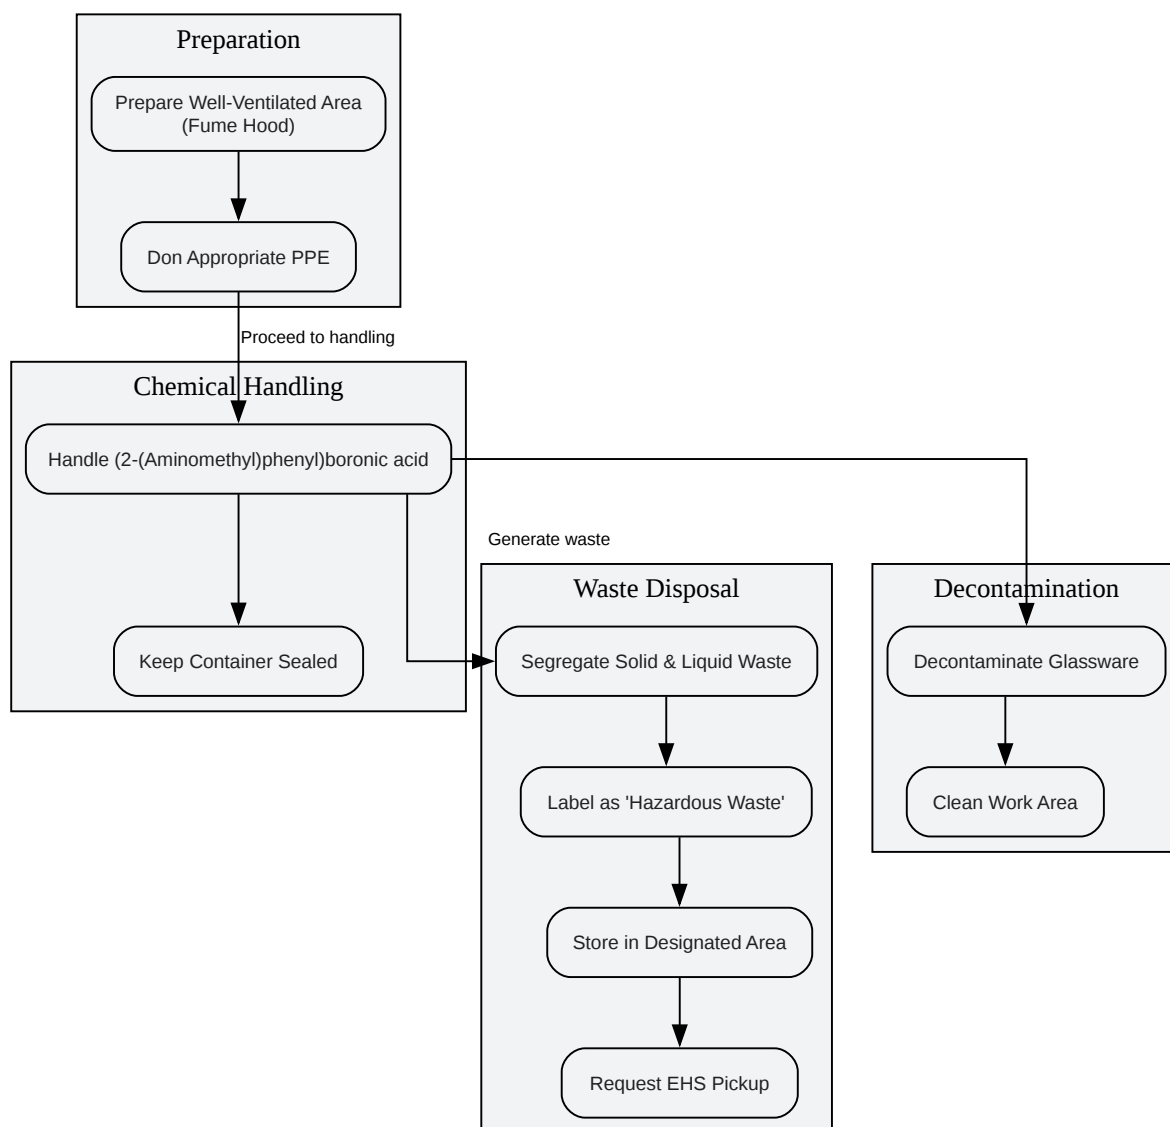 Preparation
Prepare Well-Ventilated Area
(Fume Hood)
Don Appropriate PPE
Proceed to handling
Chemical Handling
Handle (2-(Aminomethyl)phenyl)boronic acid
Keep Container Sealed
Generate waste
Waste Disposal
Segregate Solid & Liquid Waste
Label as 'Hazardous Waste'
Store in Designated Area
Request EHS Pickup
Decontamination
Decontaminate Glassware
Clean Work Area